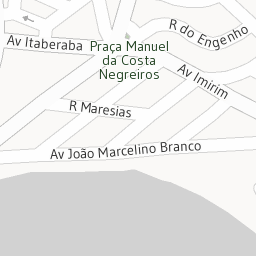 R do Engenho
Av Itaberaba
Praça Manuel
da Costa
Negreiros
Av Imirim
R Maresias
Av João Marcelino Branco